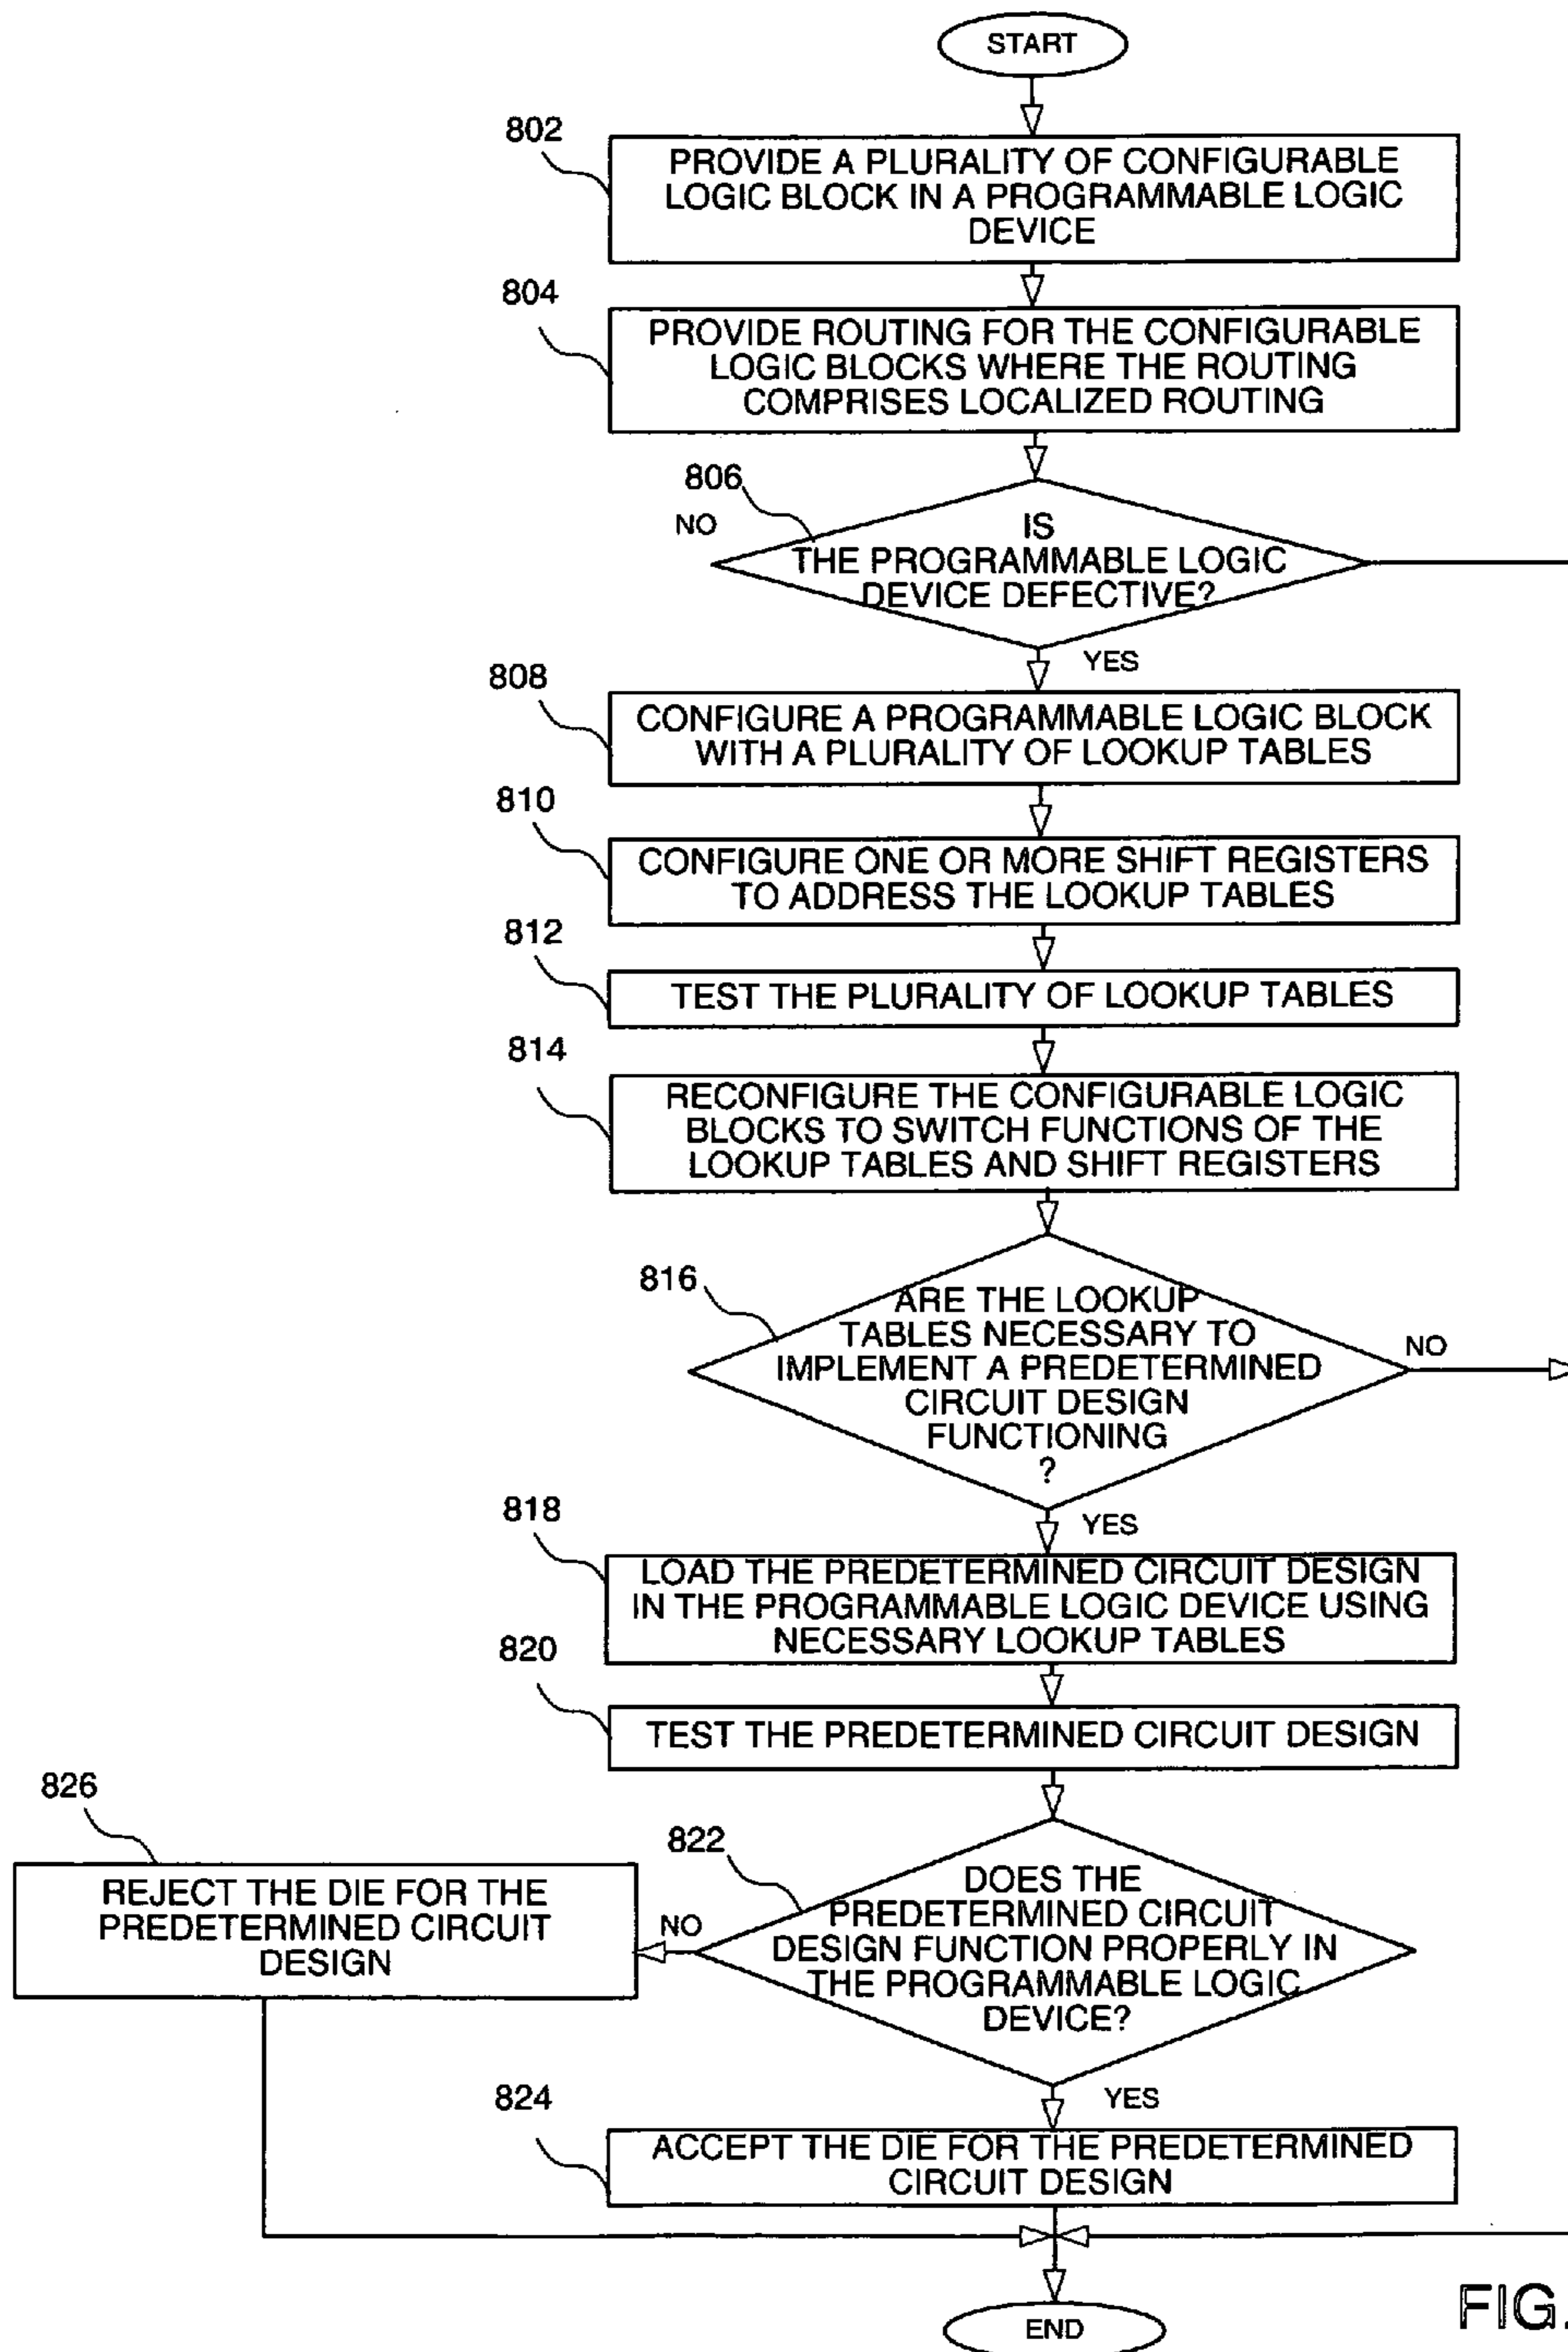 START
802
PROVIDE A PLURALITY OF CONFIGURABLE
LOGIC BLOCK IN A PROGRAMMABLE LOGIC
DEVICE
804
PROVIDE ROUTING FOR THE CONFIGURABLE
LOGIC BLOCKS WHERE THE ROUTING
COMPRISES LOCALIZED ROUTING
806
NO
IS
THE PROGRAMMABLE LOGIC
DEVICE DEFECTIVE?
YES
808
CONFIGURE A PROGRAMMABLE LOGIC BLOCK
WITH A PLURALITY OF LOOKUP TABLES
810
CONFIGURE ONE OR MORE SHIFT REGISTERS
TO ADDRESS THE LOOKUP TABLES
812
TEST THE PLURALITY OF LOOKUP TABLES
814
RECONFIGURE THE CONFIGURABLE LOGIC
BLOCKS TO SWITCH FUNCTIONS OF THE
LOOKUP TABLES AND SHIFT REGISTERS
816
ARE THE LOOKUP
TABLES NECESSARY TO
IMPLEMENT A PREDETERMINED
CIRCUIT DESIGN
FUNCTIONING
?
NO
YES
818
LOAD THE PREDETERMINED CIRCUIT DESIGN
IN THE PROGRAMMABLE LOGIC DEVICE USING
NECESSARY LOOKUP TABLES
820
TEST THE PREDETERMINED CIRCUIT DESIGN
826
REJECT THE DIE FOR THE
PREDETERMINED CIRCUIT
DESIGN
NO
822
DOES THE
PREDETERMINED CIRCUIT
DESIGN FUNCTION PROPERLY IN
THE PROGRAMMABLE LOGIC
DEVICE?
YES
824
ACCEPT THE DIE FOR THE PREDETERMINED
CIRCUIT DESIGN
END
FIG.